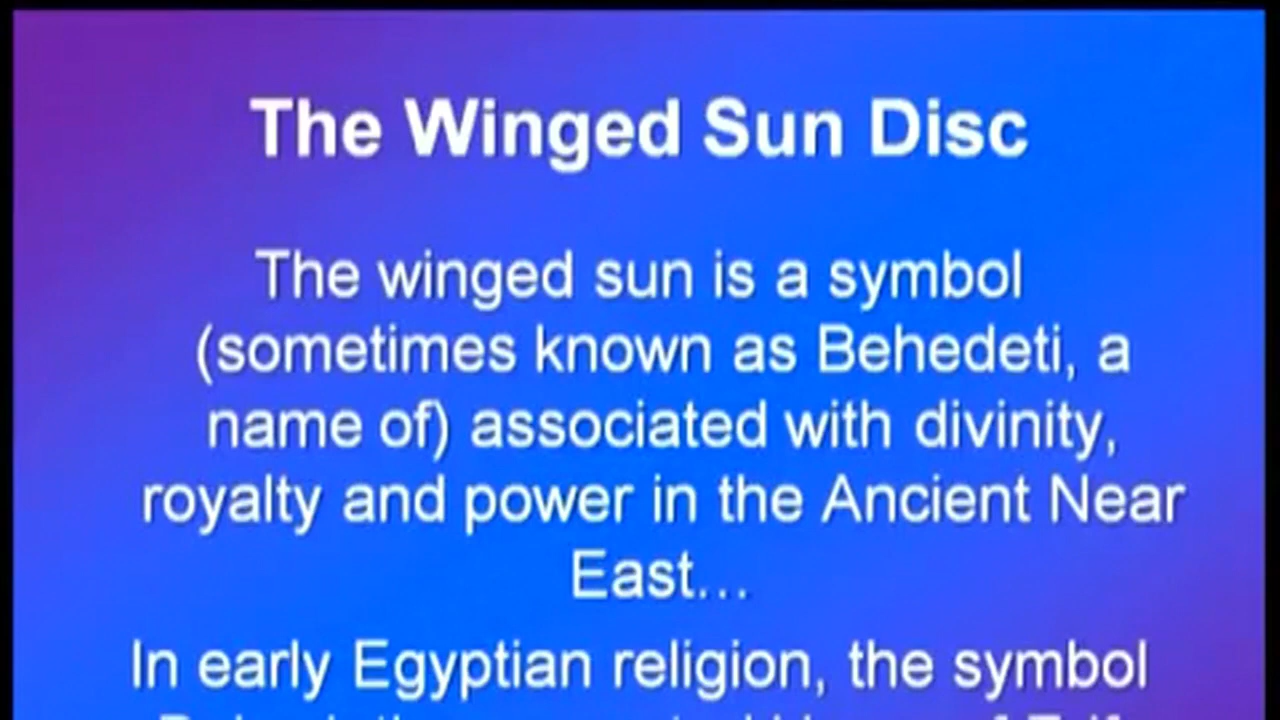 The Winged Sun Disc
The winged sun is a symbol
(sometimes known as Behedeti, a
name of) associated with divinity,
royalty and power in the Ancient Near
East…
In early Egyptian religion, the symbol